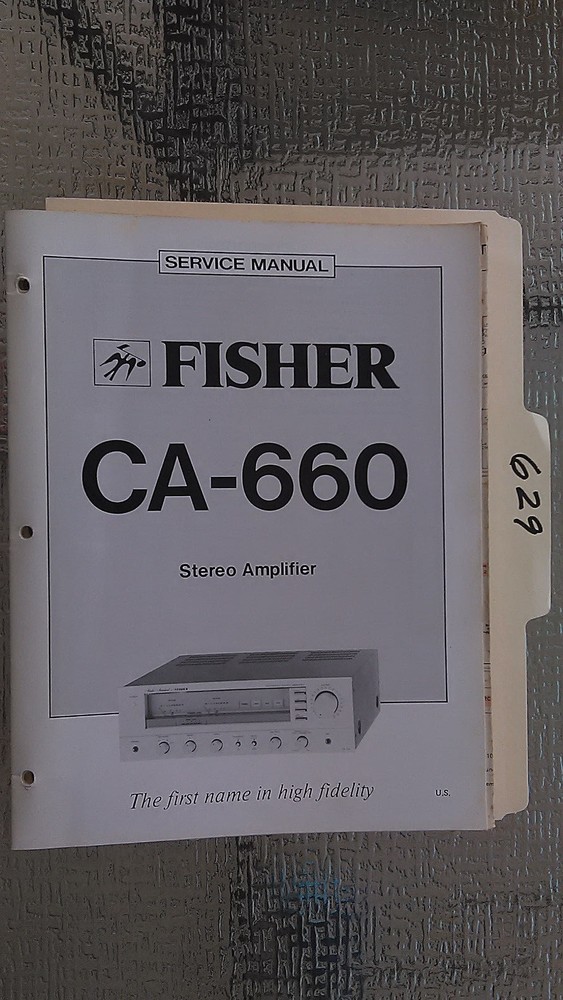 SERVICE MANUAL
FISHER
CA-660
Stereo Amplifier
The first name in high fidelity
U.S.
629